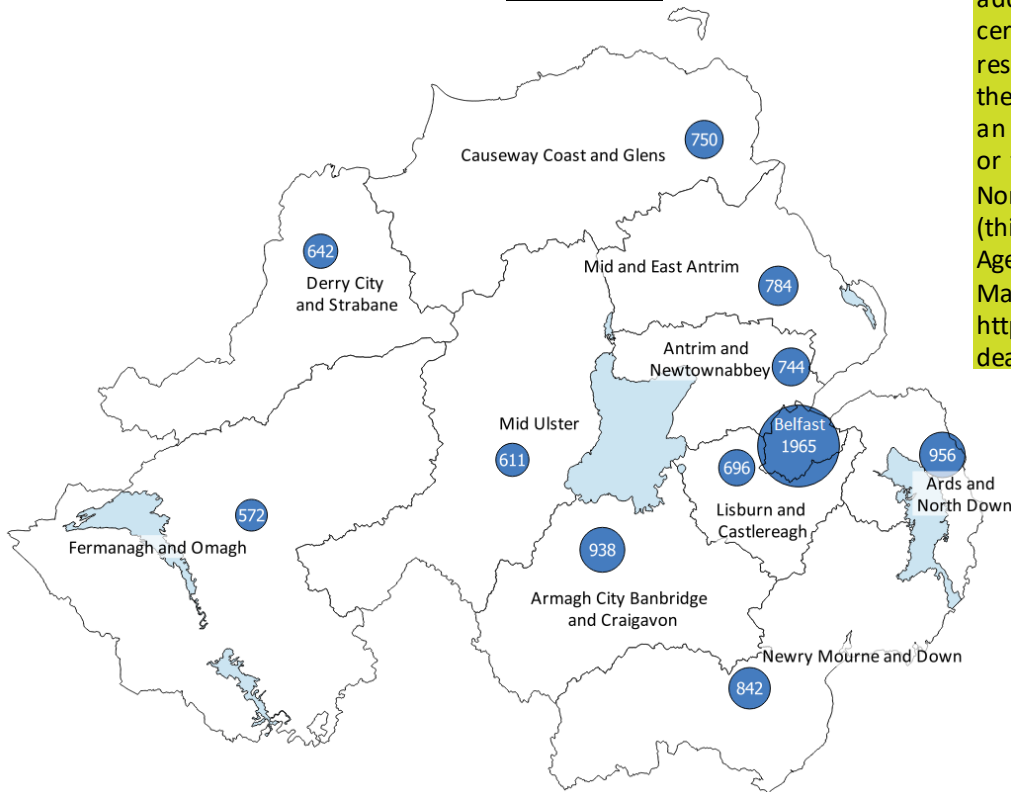 750
Causeway Coast and Glens
642
Derry City
and Strabane
Mid and East Antrim
784
Antrim and
Newtownabbey
744
Mid Ulster
611
Belfast
1965
696
Lisburn and
Castlereagh
956
Ards and
North Down
572
Fermanagh and Omagh
938
Armagh City Banbridge
and Craigavon
Newry Mourne and Down
842
cer
res
the
an
or
Nor
(thi
Age
Ma
http
dea